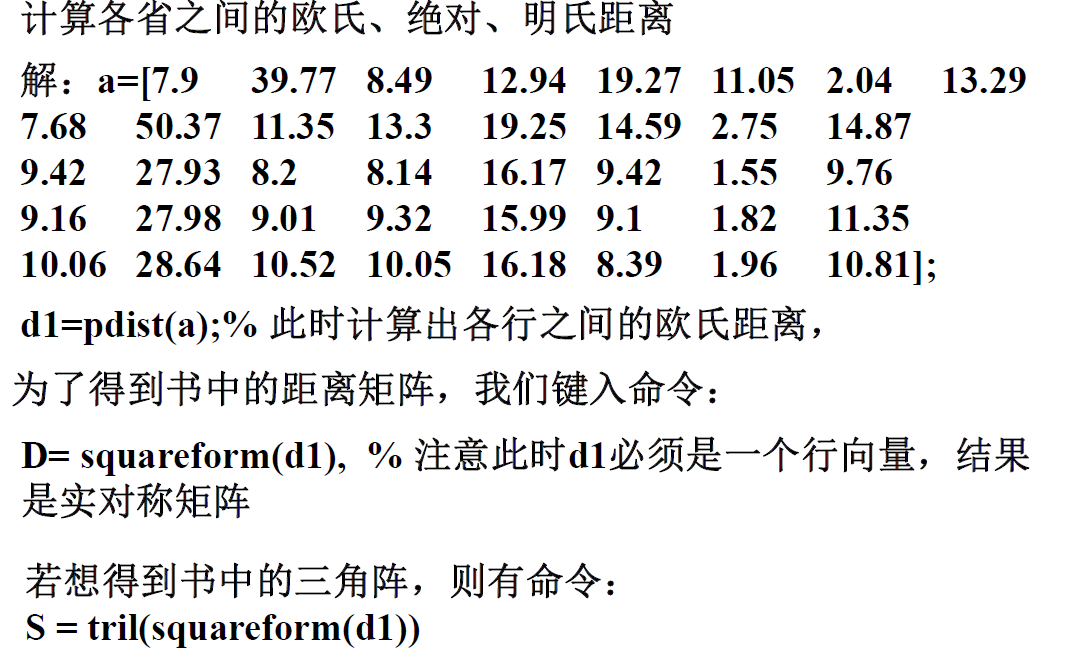 计算各省之间的欧氏、绝对、明氏距离
解：a=[7.9 39.77 8.49 12.94 19.27 11.05 2.04 13.29
7.68 50.37 11.35 13.3 19.25 14.59 2.75 14.87
9.42 27.93 8.2 8.14 16.17 9.42 1.55 9.76
9.16 27.98 9.01 9.32 15.99 9.1 1.82 11.35
10.06 28.64 10.52 10.05 16.18 8.39 1.96 10.81];
d1=pdist(a);% 此时计算出各行之间的欧氏距离，
为了得到书中的距离矩阵，我们键入命令：
D= squareform(d1), % 注意此时d1必须是一个行向量，结果
是实对称矩阵
若想得到书中的三角阵，则有命令：
S = tril(squareform(d1))